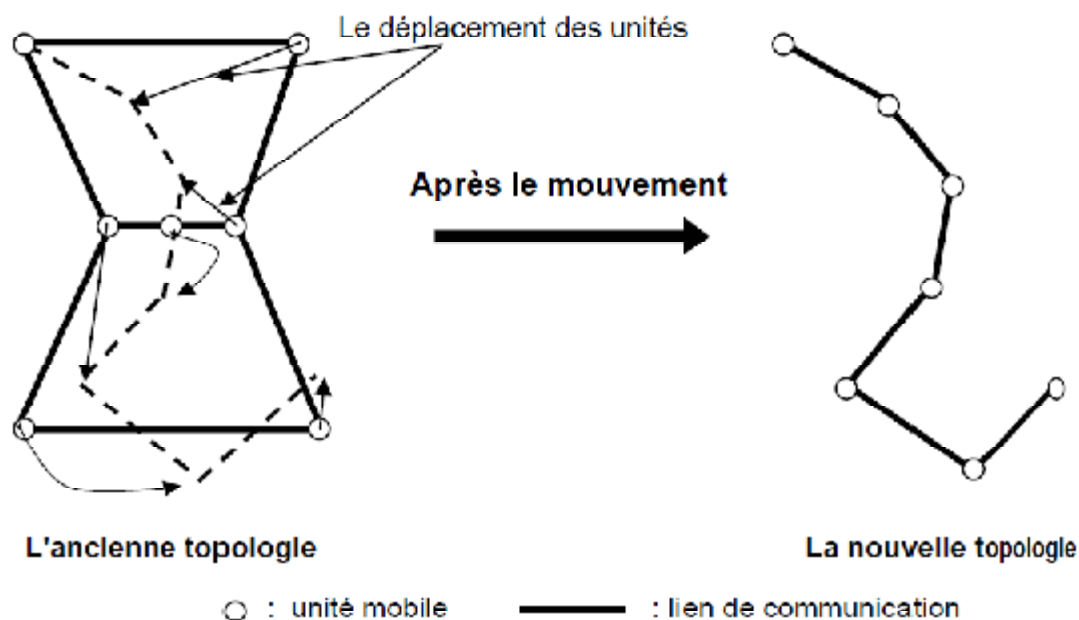 Le déplacement des unités
Après le mouvement
L'ancienne topologie
La nouvelle topologie
: unité mobile
: lien de communication